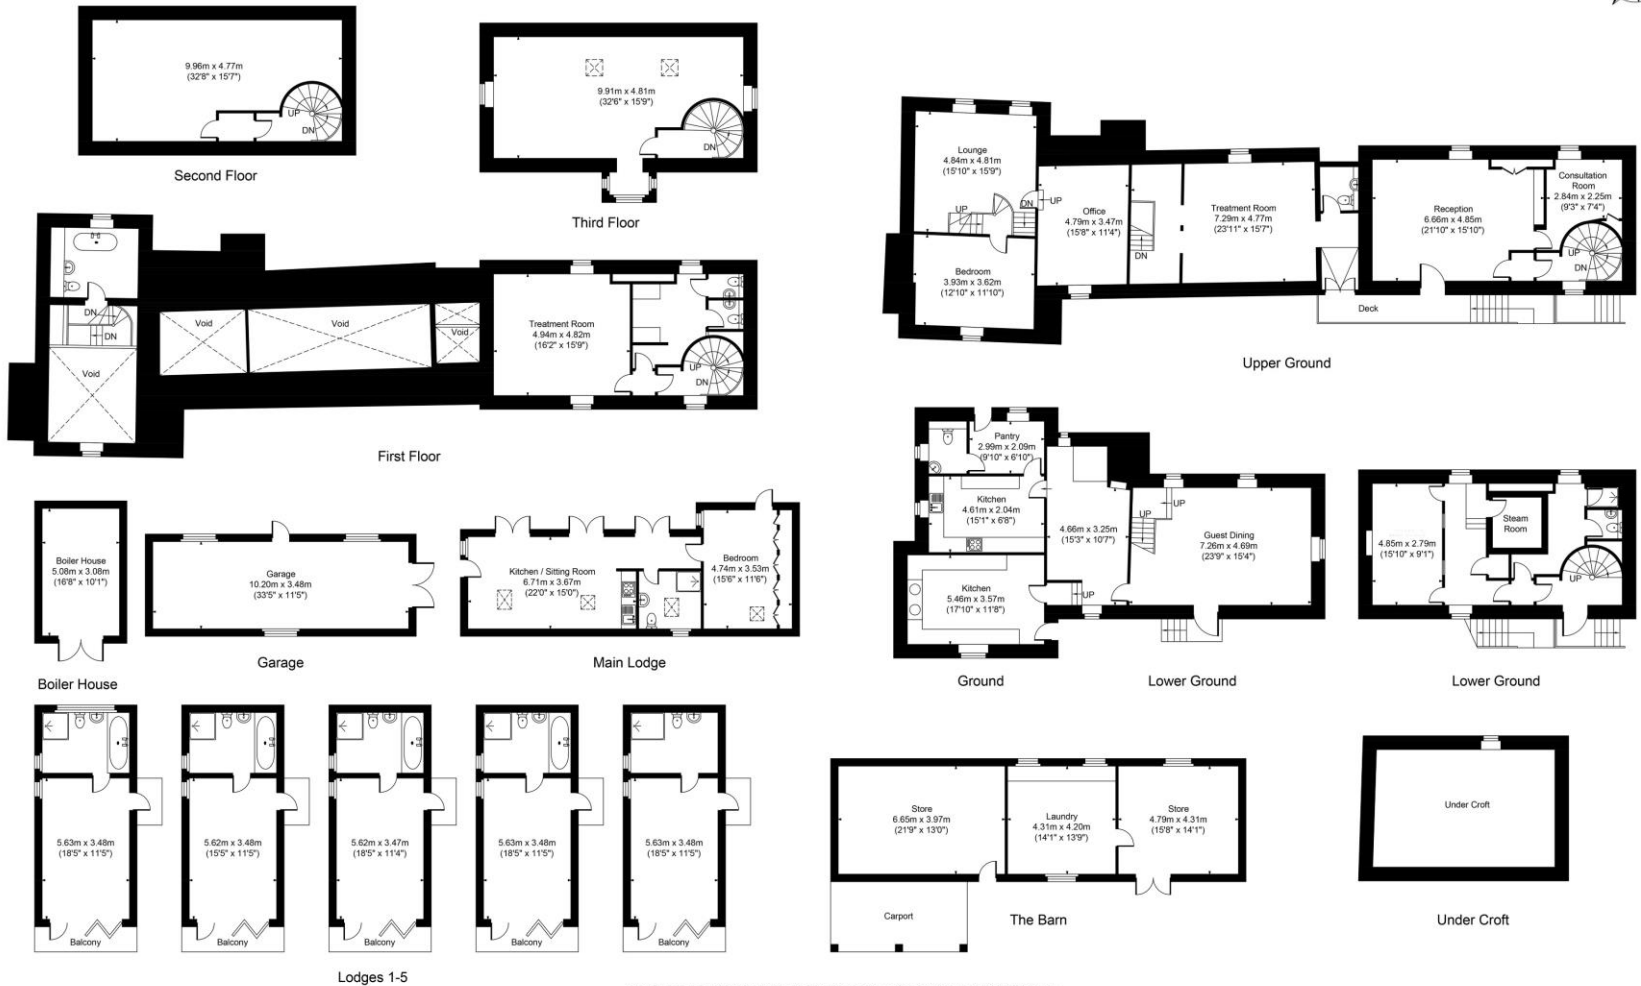 9.96m x 4.77m
(32'8" x 15'7")
UP
DN
Second Floor
9.91m x 4.81m
(32'6" x 15'9")
DN
Third Floor
DN
DN
Void
Void
Void
Void
Treatment Room
4.94m x 4.82m
(16'2" x 15'9")
UP
DN
First Floor
Lounge
4.84m x 4.81m
(15'10" x 15'9")
UP
DN
UP
Bedroom
3.93m x 3.62m
(12'10" x 11'10")
Office
4.79m x 3.47m
(15'8" x 11'4")
DN
Treatment Room
7.29m x 4.77m
(23'11" x 15'7")
Reception
6.66m x 4.85m
(21'10" x 15'10")
Consultation
Room
2.84m x 2.25m
(9'3" x 7'4")
UP
DN
Deck
Upper Ground
Boiler House
5.08m x 3.08m
(16'8" x 10'1")
Boiler House
Garage
10.20m x 3.48m
(33'5" x 11'5")
Garage
Kitchen / Sitting Room
6.71m x 3.67m
(22'0" x 15'0")
Bedroom
4.74m x 3.53m
(15'6" x 11'6")
Main Lodge
Pantry
2.99m x 2.09m
(9'10" x 6'10")
Kitchen
4.61m x 2.04m
(15'1" x 6'8")
Kitchen
5.46m x 3.57m
(17'10" x 11'8")
UP
4.66m x 3.25m
(15'3" x 10'7")
UP
UP
Guest Dining
7.26m x 4.69m
(23'9" x 15'4")
Ground
Lower Ground
4.85m x 2.79m
(15'10" x 9'1")
Steam
Room
UP
Lower Ground
5.63m x 3.48m
(18'5" x 11'5")
Balcony
5.62m x 3.48m
(15'5" x 11'5")
Balcony
5.62m x 3.47m
(18'5" x 11'4")
Balcony
5.63m x 3.48m
(18'5" x 11'5")
Balcony
5.63m x 3.48m
(18'5" x 11'5")
Balcony
Lodges 1-5
Store
6.65m x 3.97m
(21'9" x 13'0")
Laundry
4.31m x 4.20m
(14'1" x 13'9")
Store
4.79m x 4.31m
(15'8" x 14'1")
Carport
The Barn
Under Croft
Under Croft